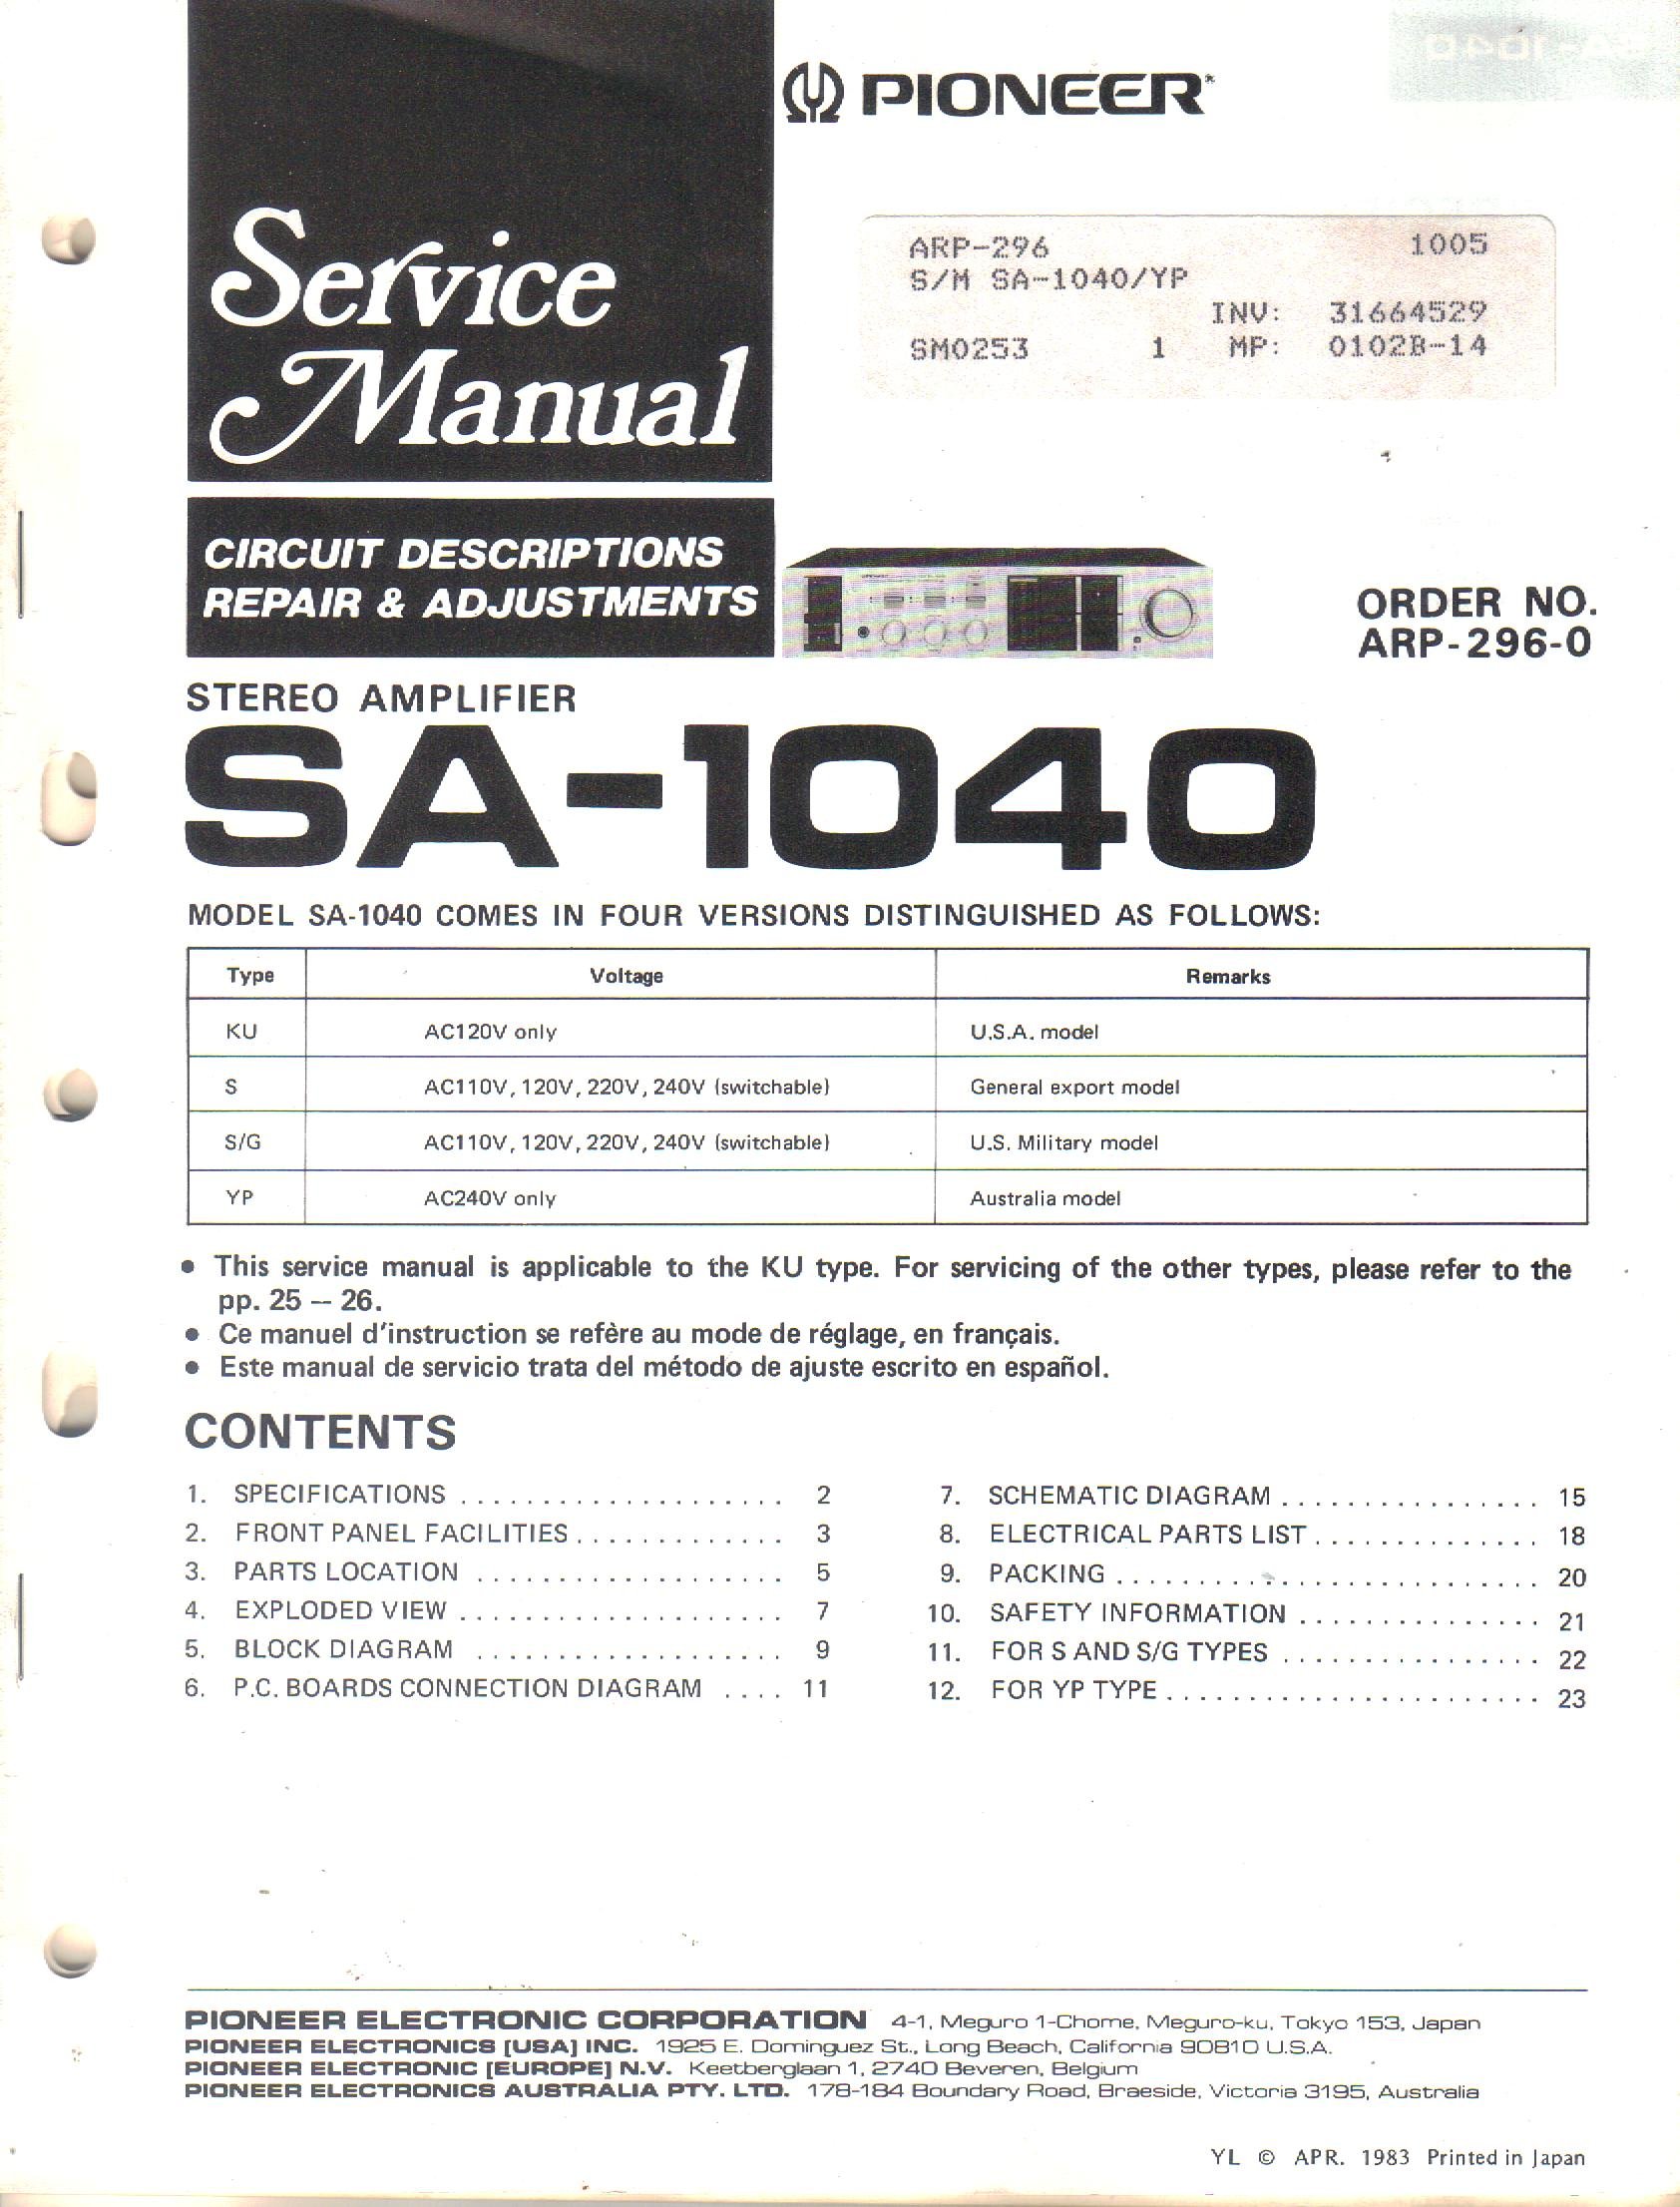 PIONEER
Service
Manual
ARP-296 1005
S/M SA-1040/YP
INV: 31664529
SM0253 1 MP: 0102B-14
CIRCUIT DESCRIPTIONS
REPAIR & ADJUSTMENTS
ORDER NO.
ARP-296-0
STEREO AMPLIFIER
SA-1040
MODEL SA-1040 COMES IN FOUR VERSIONS DISTINGUISHED AS FOLLOWS:
Type Voltage Remarks
KU AC120V only U.S.A. model
S AC110V, 120V, 220V, 240V (switchable) General export model
S/G AC110V, 120V, 220V, 240V (switchable) U.S. Military model
YP AC240V only Australia model
● This service manual is applicable to the KU type. For servicing of the other types, please refer to the
pp. 25 – 26.
● Ce manuel d'instruction se refère au mode de réglage, en français.
● Este manual de servicio trata del método de ajuste escrito en español.
CONTENTS
1. SPECIFICATIONS .................... 2
2. FRONT PANEL FACILITIES ............. 3
3. PARTS LOCATION ................... 5
4. EXPLODED VIEW .................... 7
5. BLOCK DIAGRAM ................... 9
6. P.C. BOARDS CONNECTION DIAGRAM .... 11
7. SCHEMATIC DIAGRAM ................ 15
8. ELECTRICAL PARTS LIST .............. 18
9. PACKING .......................... 20
10. SAFETY INFORMATION ............... 21
11. FOR S AND S/G TYPES ................ 22
12. FOR YP TYPE ....................... 23
PIONEER ELECTRONIC CORPORATION 4-1, Meguro 1-Chome, Meguro-ku, Tokyo 153, Japan
PIONEER ELECTRONICS [USA] INC. 1925 E. Dominguez St., Long Beach, California 90810 U.S.A.
PIONEER ELECTRONIC [EUROPE] N.V. Keetberglaan 1, 2740 Beveren, Belgium
PIONEER ELECTRONICS AUSTRALIA PTY. LTD. 178-184 Boundary Road, Braeside, Victoria 3195, Australia
YL © APR. 1983 Printed in Japan